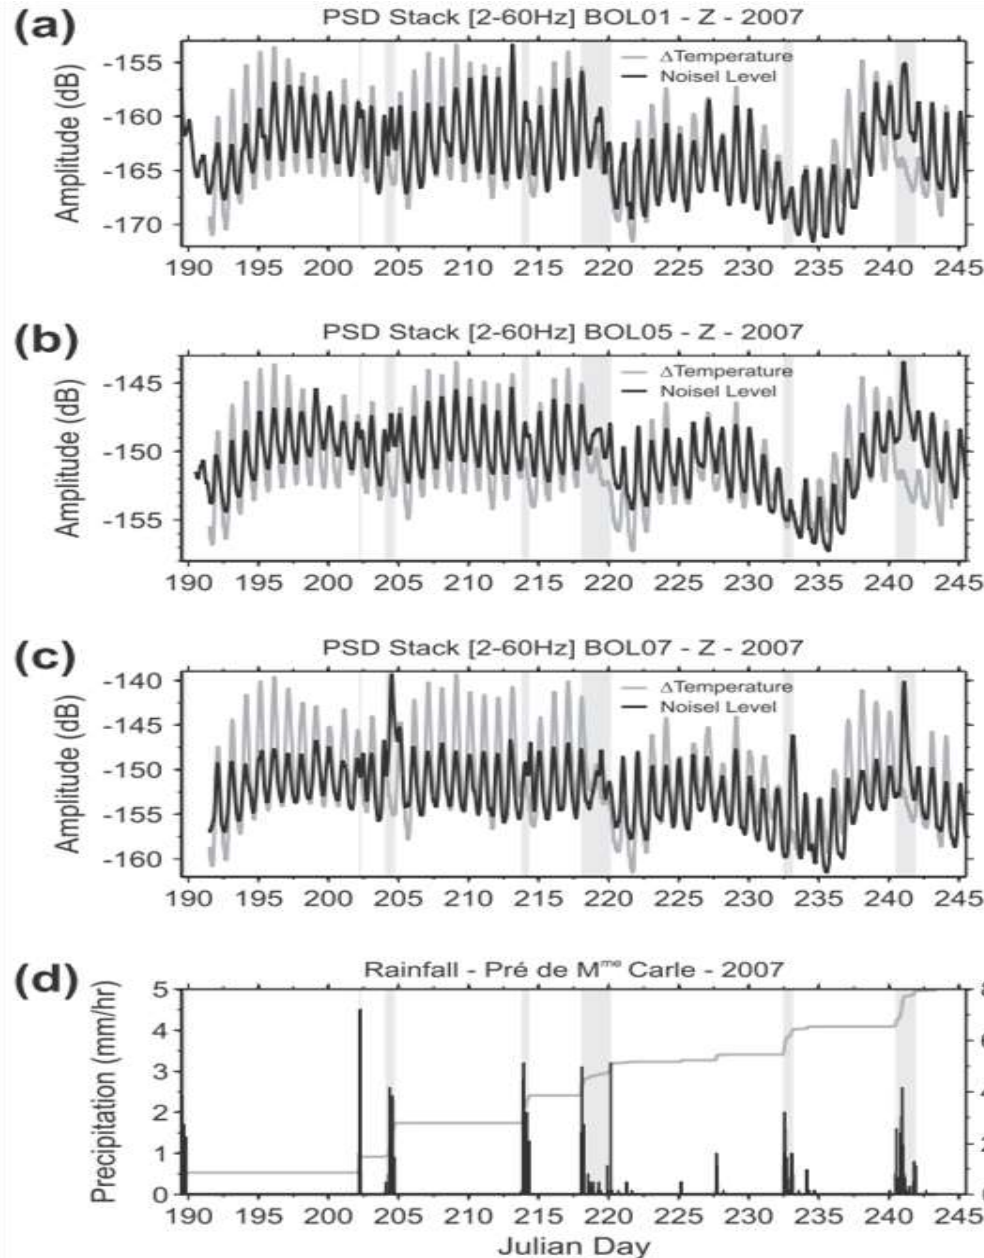 (a) PSD Stack [2-60Hz] BOL01 - Z - 2007
ΔTemperature
Noisel Level
Amplitude (dB)
-155
-160
-165
-170
190 195 200 205 210 215 220 225 230 235 240 245
(b) PSD Stack [2-60Hz] BOL05 - Z - 2007
ΔTemperature
Noisel Level
Amplitude (dB)
-145
-150
-155
190 195 200 205 210 215 220 225 230 235 240 245
(c) PSD Stack [2-60Hz] BOL07 - Z - 2007
ΔTemperature
Noisel Level
Amplitude (dB)
-140
-145
-150
-155
-160
190 195 200 205 210 215 220 225 230 235 240 245
(d) Rainfall - Pré de Mme Carle - 2007
Precipitation (mm/hr)
5 8
4
3 6
2 4
1 2
0 0
190 195 200 205 210 215 220 225 230 235 240 245
Julian Day